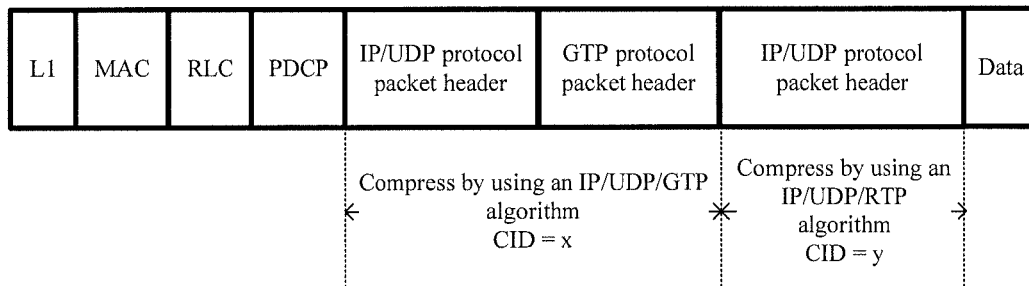 L1
MAC
RLC
PDCP
IP/UDP protocol
packet header
GTP protocol
packet header
IP/UDP protocol
packet header
Data
Compress by using an IP/UDP/GTP
algorithm
CID = x
Compress by using an
IP/UDP/RTP
algorithm
CID = y